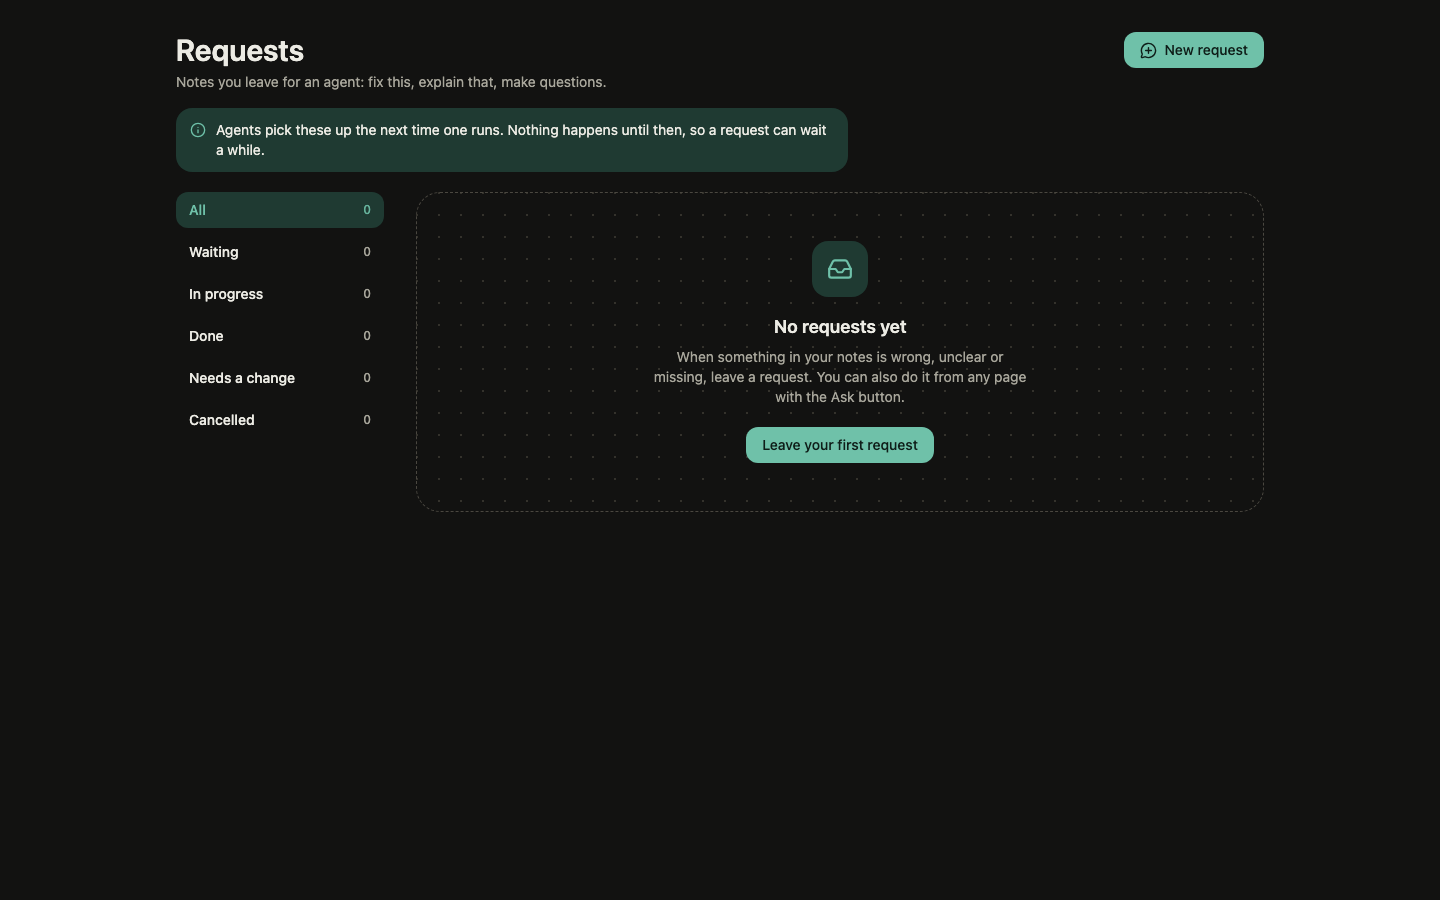 Requests
New request
Notes you leave for an agent: fix this, explain that, make questions.
Agents pick these up the next time one runs. Nothing happens until then, so a request can wait
a while.
All 0
Waiting 0
In progress 0
Done 0
Needs a change 0
Cancelled 0
No requests yet
When something in your notes is wrong, unclear or
missing, leave a request. You can also do it from any page
with the Ask button.
Leave your first request